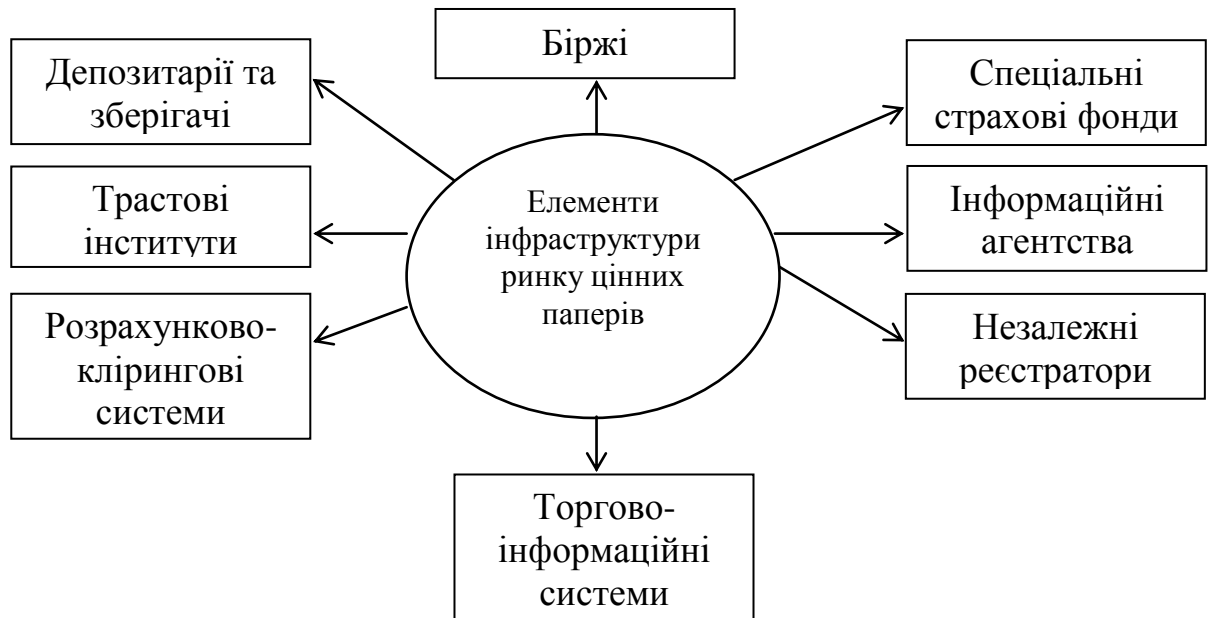 Біржі
Депозитарії та
зберігачі
Спеціальні
страхові фонди
Трастові
інститути
Елементи
інфраструктури
ринку цінних
паперів
Інформаційні
агентства
Розрахунково-
клірингові
системи
Незалежні
реєстратори
Торгово-
інформаційні
системи